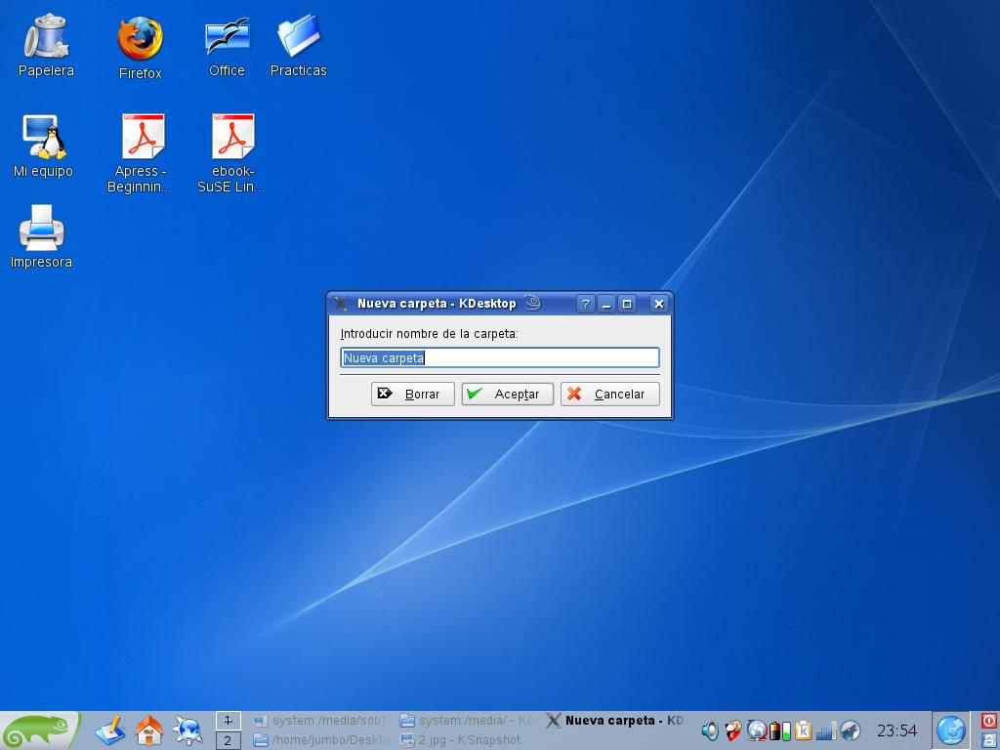 Papelera
Firefox
Office
Practicas
Mi equipo
Apress -
Beginnin...
ebook-
SuSE Lin...
Impresora
Nueva carpeta - KDesktop
Introducir nombre de la carpeta:
Nueva carpeta
Borrar
Aceptar
Cancelar
1
system:/media/sdb1
system:/media/ - Kon
Nueva carpeta - KD
23:54
2
/home/jumbo/Desktop
2.jpg - KSnapshot